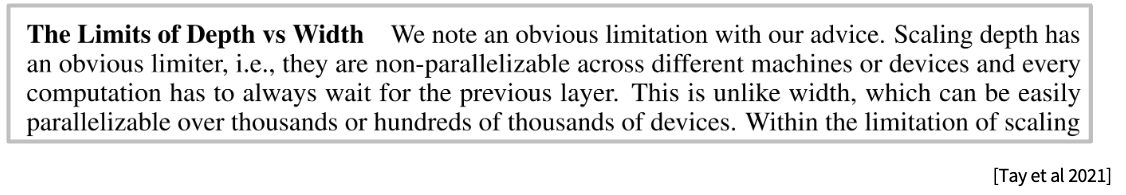 The Limits of Depth vs Width We note an obvious limitation with our advice. Scaling depth has
an obvious limiter, i.e., they are non-parallelizable across different machines or devices and every
computation has to always wait for the previous layer. This is unlike width, which can be easily
parallelizable over thousands or hundreds of thousands of devices. Within the limitation of scaling
[Tay et al 2021]